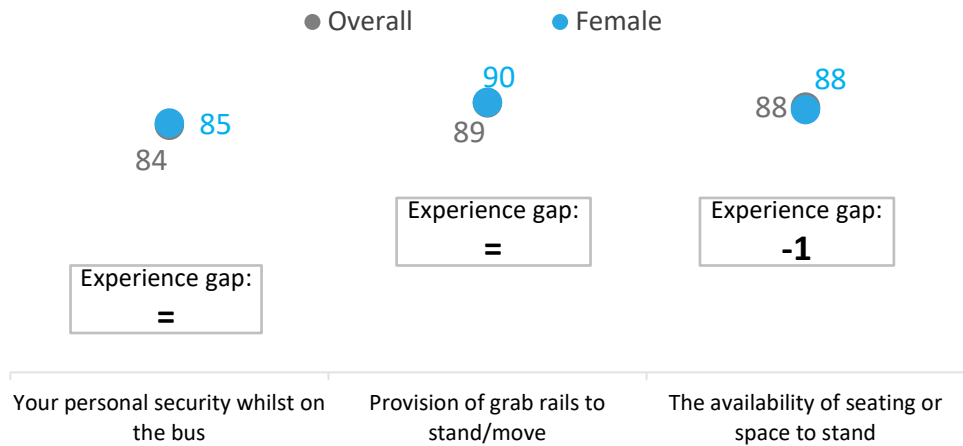 Overall
Female
85
84
90
89
88
88
Experience gap:
=
Experience gap:
=
Experience gap:
-1
Your personal security whilst on
the bus
Provision of grab rails to
stand/move
The availability of seating or
space to stand